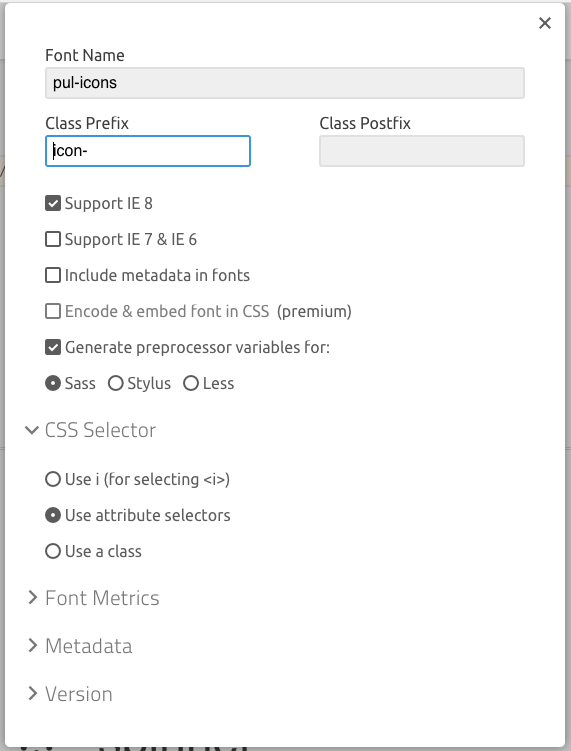 Font Name
pul-icons
Class Prefix Class Postfix
icon-
Support IE 8
Support IE 7 & IE 6
Include metadata in fonts
Encode & embed font in CSS (premium)
Generate preprocessor variables for:
Sass Stylus Less
CSS Selector
Use i (for selecting <i>)
Use attribute selectors
Use a class
Font Metrics
Metadata
Version